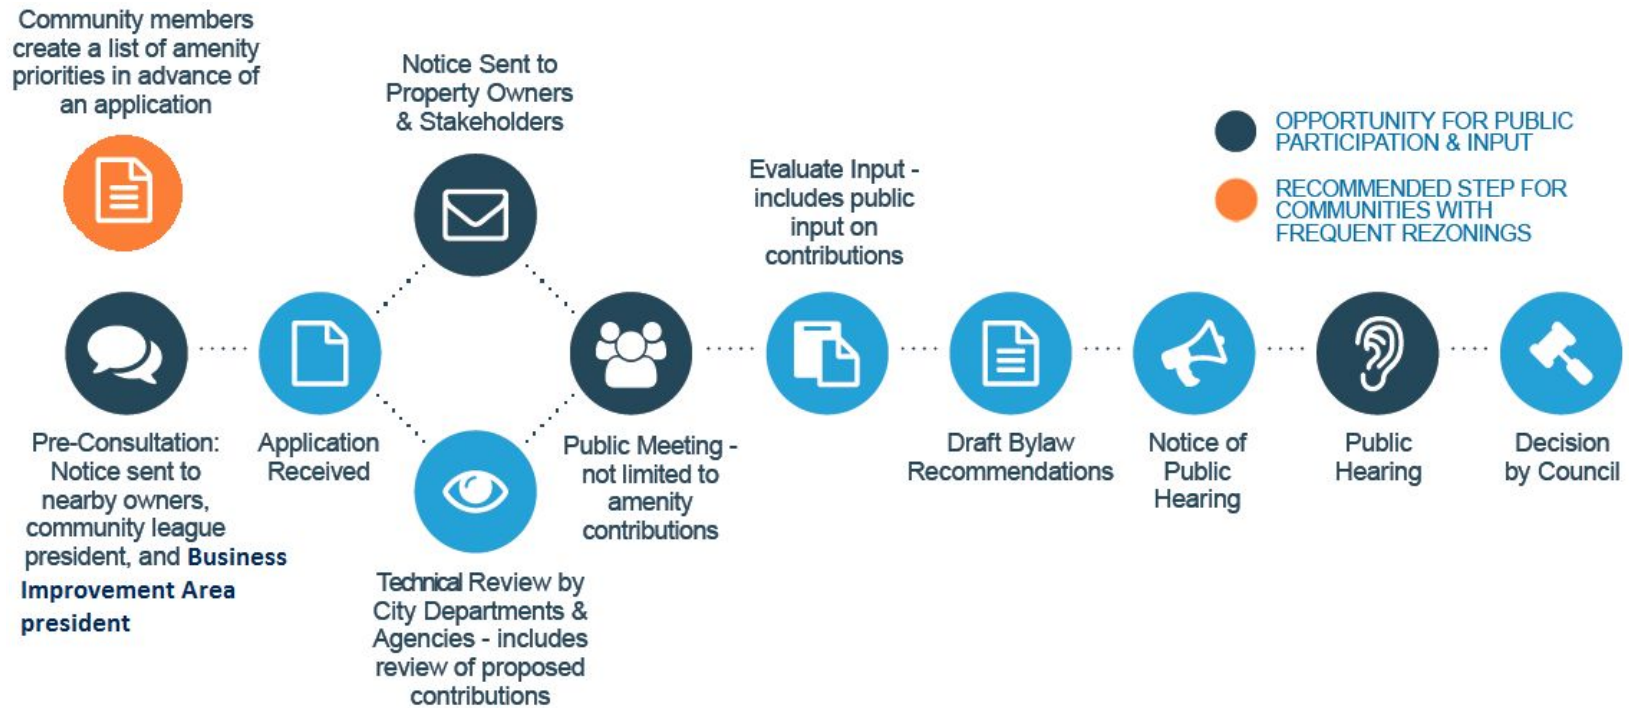 Community members
create a list of amenity
priorities in advance of
an application
Notice Sent to
Property Owners
& Stakeholders
OPPORTUNITY FOR PUBLIC
PARTICIPATION & INPUT
RECOMMENDED STEP FOR
COMMUNITIES WITH
FREQUENT REZONINGS
Evaluate Input -
includes public
input on
contributions
Pre-Consultation:
Notice sent to
nearby owners,
community league
president, and Business
Improvement Area
president
Application
Received
Technical Review by
City Departments &
Agencies - includes
review of proposed
contributions
Public Meeting -
not limited to
amenity
contributions
Draft Bylaw
Recommendations
Notice of
Public
Hearing
Public
Hearing
Decision
by Council